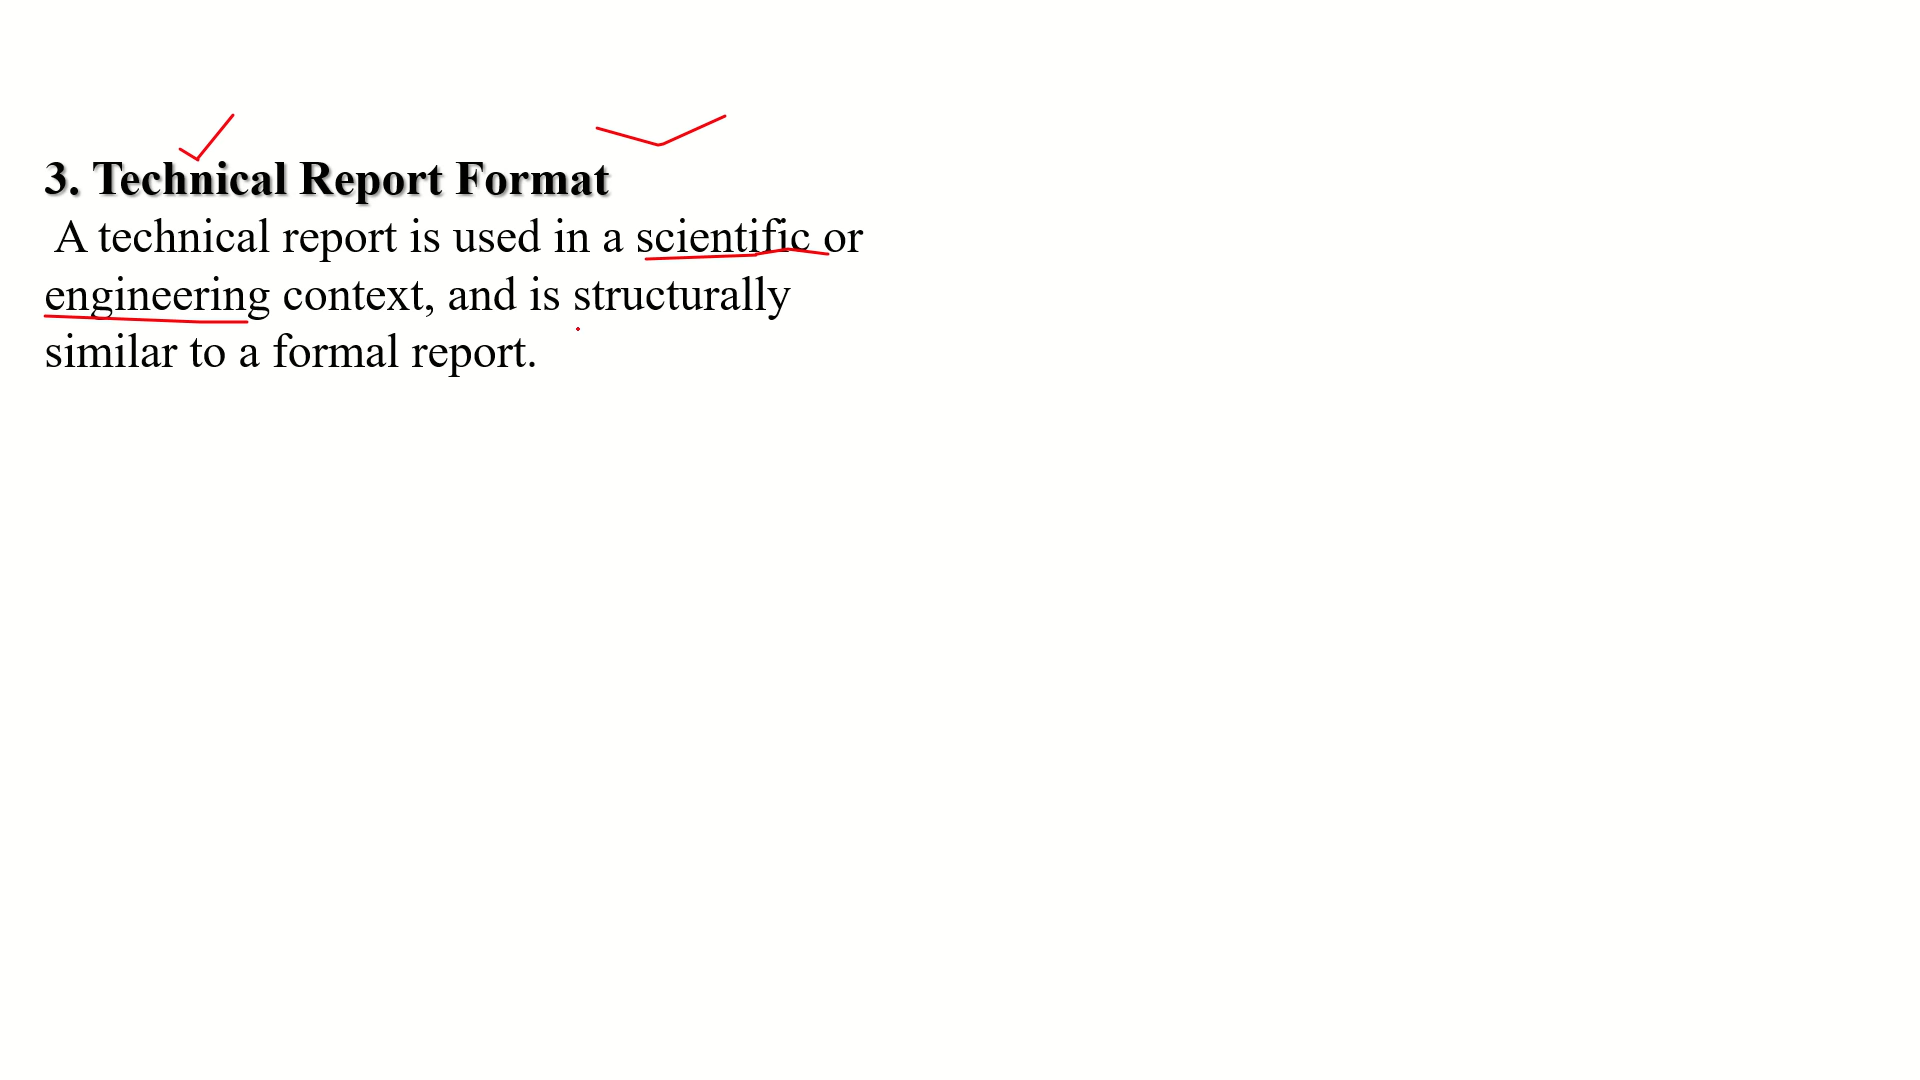 3. Technical Report Format
A technical report is used in a scientific or
engineering context, and is structurally
similar to a formal report.